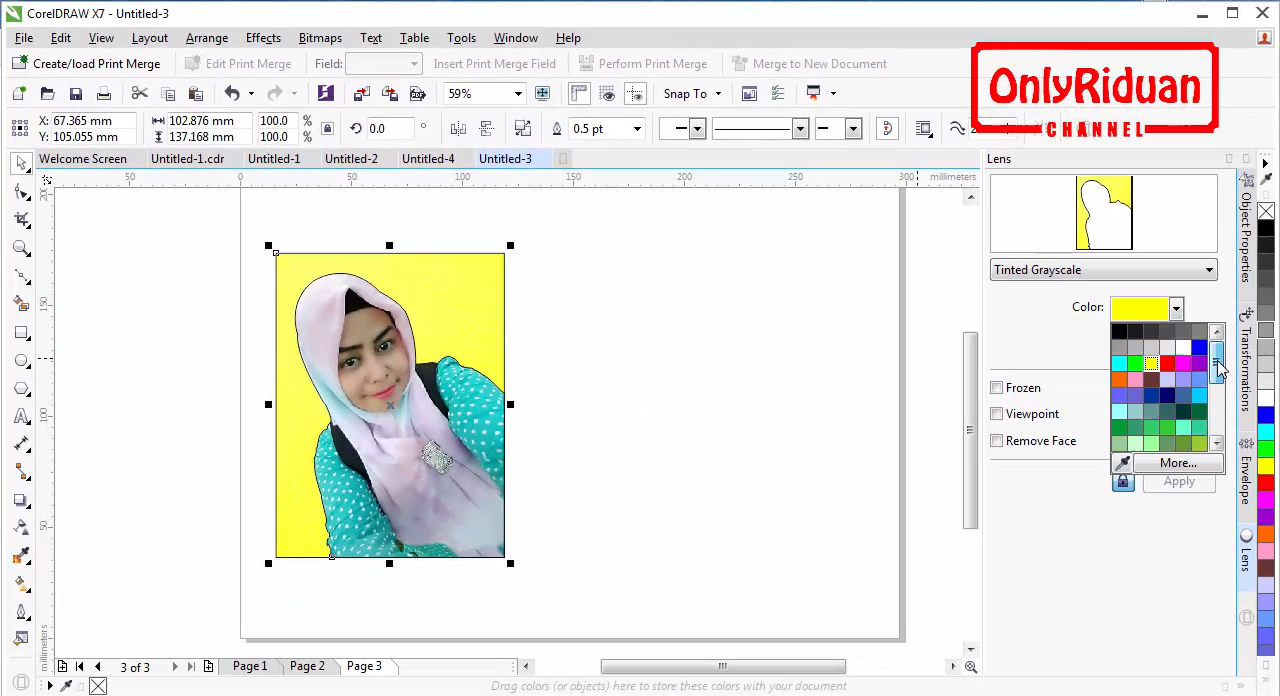 CorelDRAW X7 - Untitled-3
File Edit View Layout Arrange Effects Bitmaps Text Table Tools Window Help
Create/load Print Merge Edit Print Merge Field: Insert Print Merge Field Perform Print Merge Merge to New Document
OnlyRiduan
CHANNEL
59% Snap To
X: 67.365 mm 102.876 mm 100.0 % 0.0 ° 0.5 pt
Y: 105.055 mm 137.168 mm 100.0 %
Welcome Screen Untitled-1.cdr Untitled-1 Untitled-2 Untitled-4 Untitled-3
Lens
50 0 50 100 150 200 250 300 millimeters
Tinted Grayscale
Color:
Frozen
Viewpoint
Remove Face
More...
Apply
Object Properties
Transformations
Envelope
Lens
150
100
50
millimeters
3 of 3 Page 1 Page 2 Page 3
Drag colors (or objects) here to store these colors with your document